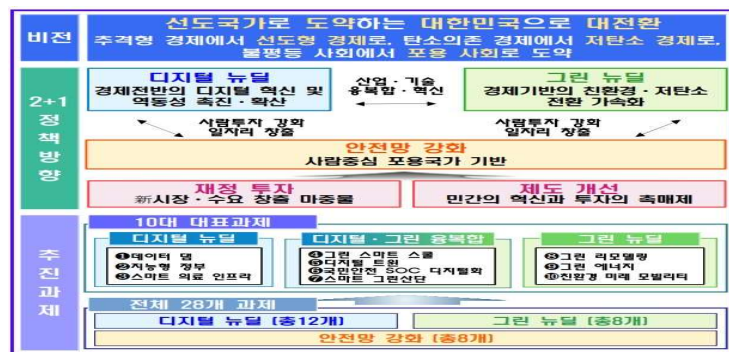 비전
선도국가로 도약하는 대한민국으로 대전환
추격형 경제에서 선도형 경제로, 탄소의존 경제에서 저탄소 경제로,
불평등 사회에서 포용 사회로 도약
2+1
정책
방향
디지털 뉴딜
경제전반의 디지털 혁신 및
역동성 촉진·확산
산업·기술
융복합·혁신
그린 뉴딜
경제기반의 친환경·저탄소
전환 가속화
사람투자 강화
일자리 창출
사람투자 강화
일자리 창출
안전망 강화
사람중심 포용국가 기반
재정 투자
新시장·수요 창출 마중물
제도 개선
민간의 혁신과 투자의 촉매제
추진
과제
10대 대표과제
디지털 뉴딜
❶데이터 댐
❷지능형 정부
❸스마트 의료 인프라
디지털·그린 융복합
❹그린 스마트 스쿨
❺디지털 트윈
❻국민안전 SOC 디지털화
❼스마트 그린산단
그린 뉴딜
❽그린 리모델링
❾그린 에너지
❿친환경 미래 모빌리티
전체 28개 과제
디지털 뉴딜 (총12개)
그린 뉴딜 (총8개)
안전망 강화 (총8개)